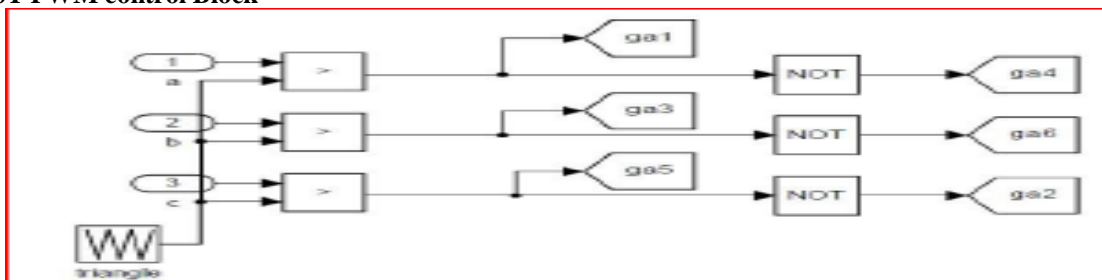 PWM control Block
ga1
1
>
NOT
ga4
a
ga3
2
>
NOT
ga6
b
ga5
3
>
NOT
ga2
c
triangle